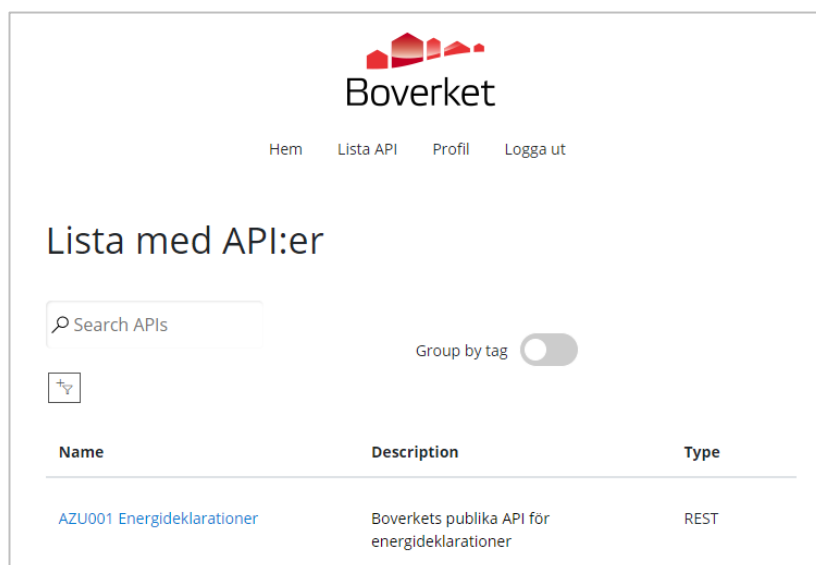 Boverket
Hem Lista API Profil Logga ut
Lista med API:er
Search APIs
Group by tag
Name Description Type
AZU001 Energideklarationer Boverkets publika API för REST
energideklarationer